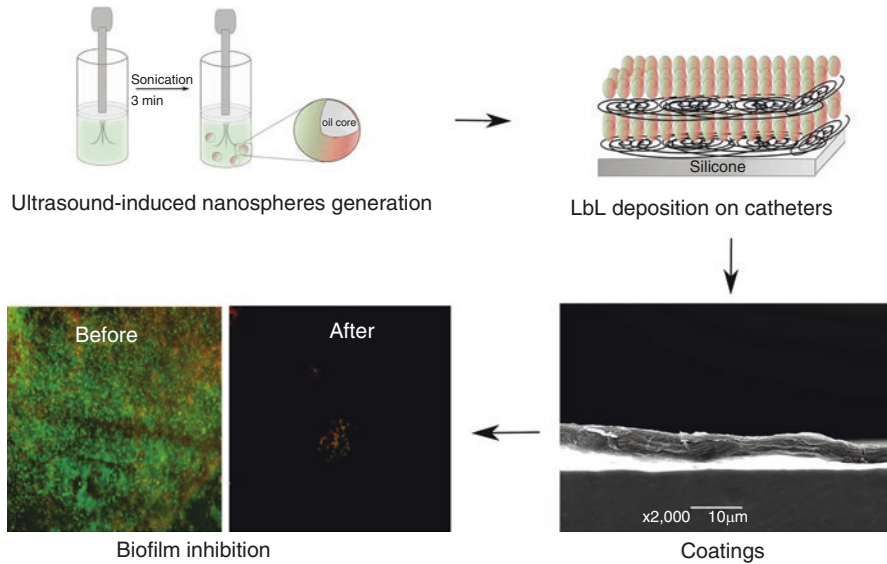 Sonication
3 min
oil core
Ultrasound-induced nanospheres generation
Silicone
LbL deposition on catheters
Before
After
Biofilm inhibition
x2,000 10μm
Coatings